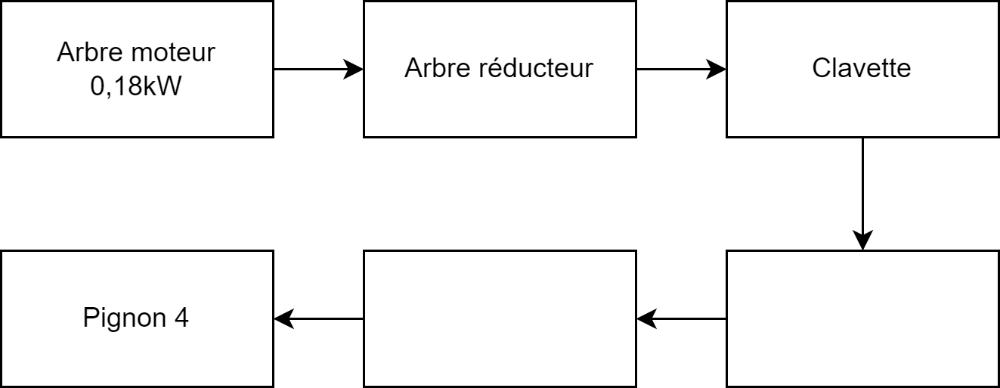 Arbre moteur
0,18kW
Arbre réducteur
Clavette
Pignon 4